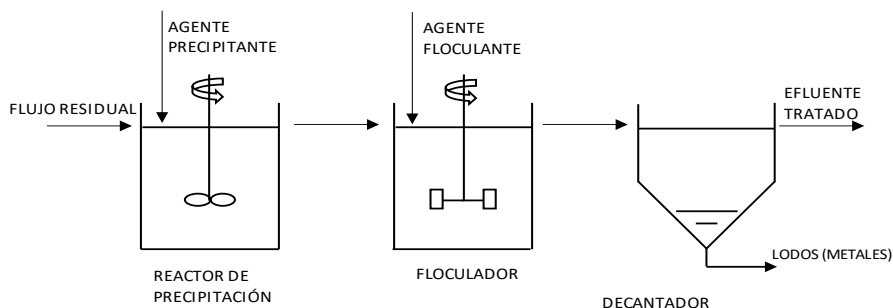 AGENTE
PRECIPITANTE
AGENTE
FLOCULANTE
FLUJO RESIDUAL
EFLUENTE
TRATADO
REACTOR DE
PRECIPITACIÓN
FLOCULADOR
LODOS (METALES)
DECANTADOR